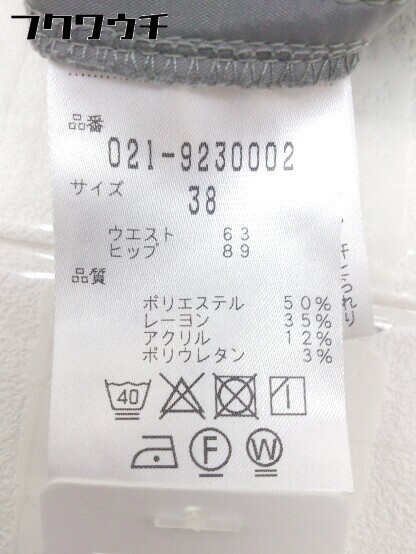 フクワウチ
品番
021-9230002
サイズ
38
ウエスト 63
ヒップ 89
品質
ポリエステル 50%
レーヨン 35%
アクリル 12%
ポリウレタン 3%
40
F
W